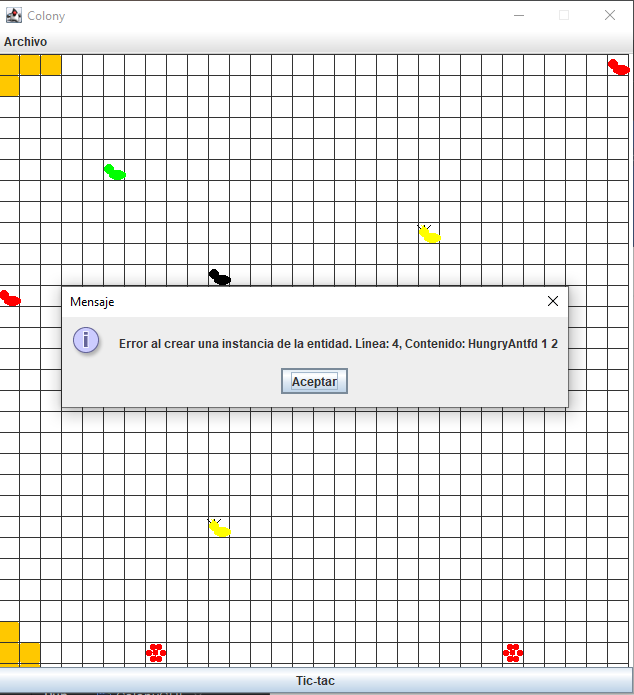 Colony
Archivo
Mensaje
Error al crear una instancia de la entidad. Línea: 4, Contenido: HungryAntfd 1 2
Aceptar
Tic-tac